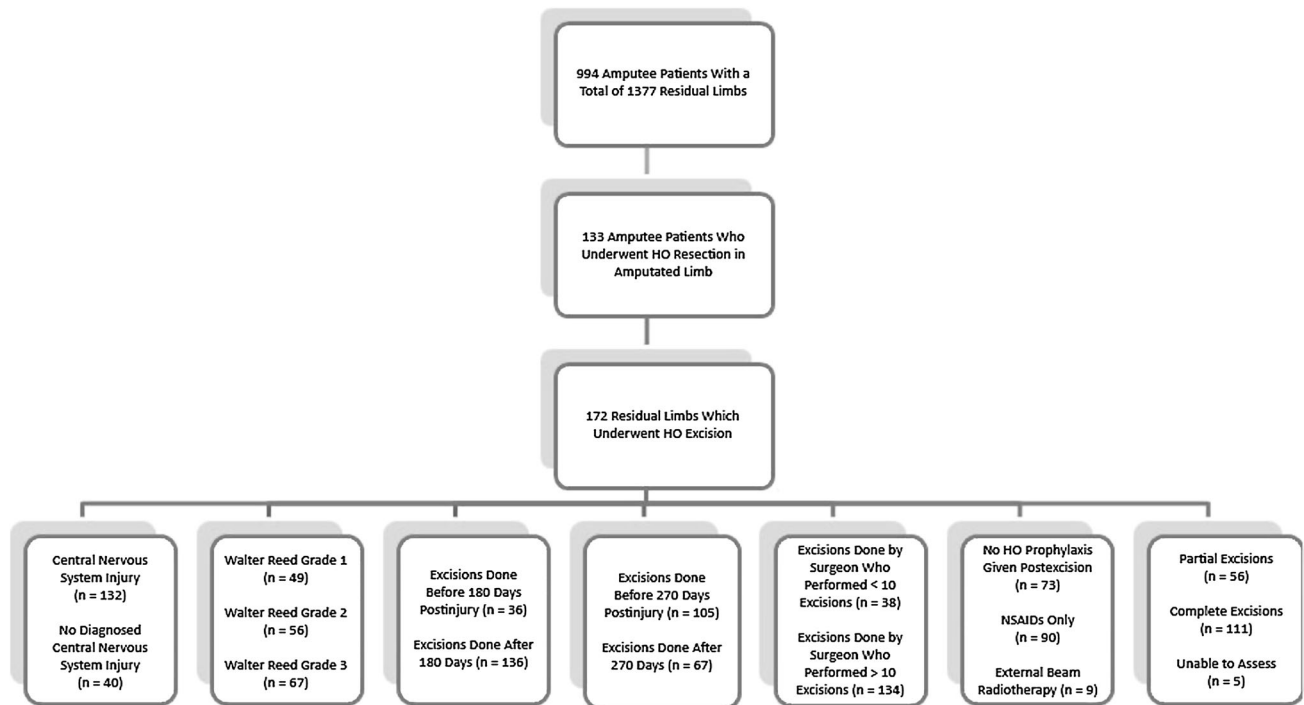 994 Amputee Patients With a
Total of 1377 Residual Limbs
133 Amputee Patients Who
Underwent HO Resection in
Amputated Limb
172 Residual Limbs Which
Underwent HO Excision
Central Nervous
System Injury
(n = 132)
No Diagnosed
Central Nervous
System Injury
(n = 40)
Walter Reed Grade 1
(n = 49)
Walter Reed Grade 2
(n = 56)
Walter Reed Grade 3
(n = 67)
Excisions Done
Before 180 Days
Postinjury (n = 36)
Excisions Done After
180 Days (n = 136)
Excisions Done
Before 270 Days
Postinjury (n = 105)
Excisions Done After
270 Days (n = 67)
Excisions Done by
Surgeon Who
Performed < 10
Excisions (n = 38)
Excisions Done by
Surgeon Who
Performed > 10
Excisions (n = 134)
No HO Prophylaxis
Given Postexcision
(n = 73)
NSAIDs Only
(n = 90)
External Beam
Radiotherapy (n = 9)
Partial Excisions
(n = 56)
Complete Excisions
(n = 111)
Unable to Assess
(n = 5)